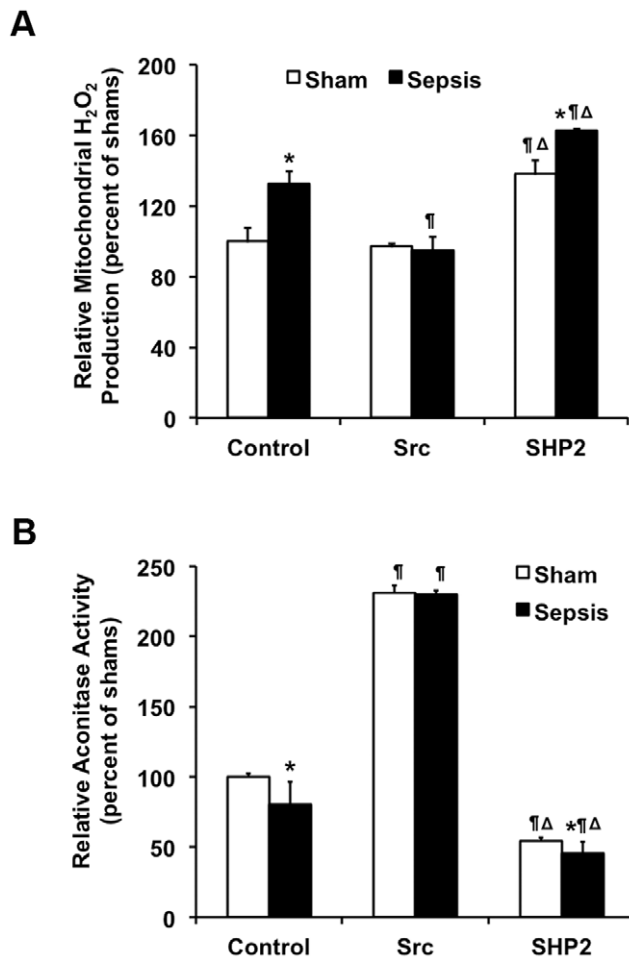 A
Relative Mitochondrial H₂O₂
Production (percent of shams)
200
160
120
80
40
0
Sham Sepsis
*
¶
¶ Δ
*¶Δ
Control Src SHP2
B
Relative Aconitase Activity
(percent of shams)
250
200
150
100
50
0
Sham
Sepsis
*
¶ ¶
¶Δ
*¶Δ
Control Src SHP2